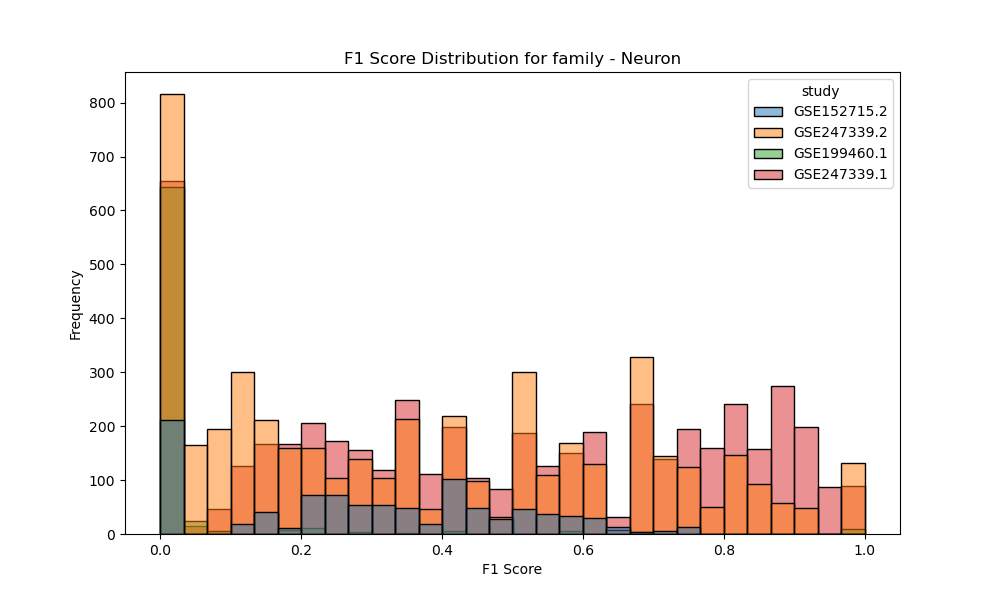 F1 Score Distribution for family - Neuron
study
GSE152715.2
GSE247339.2
GSE199460.1
GSE247339.1
Frequency
800
700
600
500
400
300
200
100
0
0.0 0.2 0.4 0.6 0.8 1.0
F1 Score